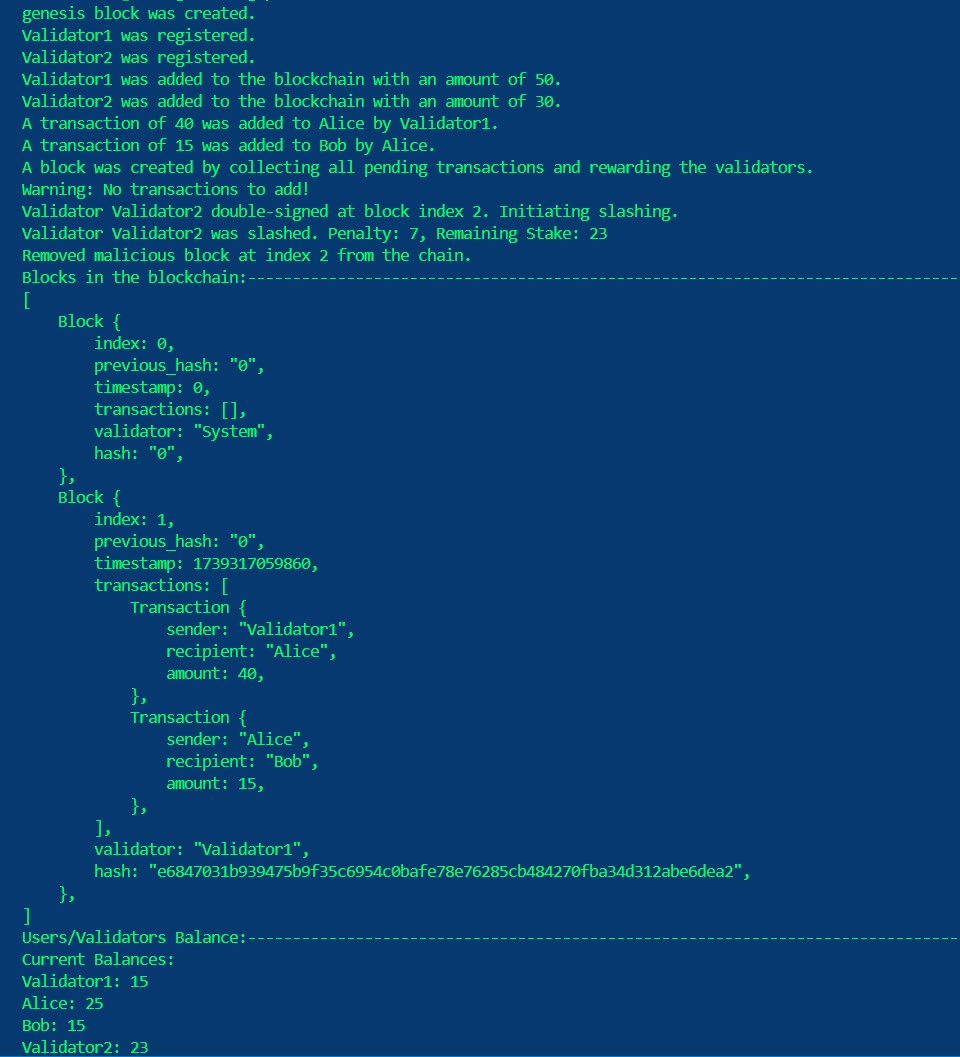 genesis block was created.
Validator1 was registered.
Validator2 was registered.
Validator1 was added to the blockchain with an amount of 50.
Validator2 was added to the blockchain with an amount of 30.
A transaction of 40 was added to Alice by Validator1.
A transaction of 15 was added to Bob by Alice.
A block was created by collecting all pending transactions and rewarding the validators.
Warning: No transactions to add!
Validator Validator2 double-signed at block index 2. Initiating slashing.
Validator Validator2 was slashed. Penalty: 7, Remaining Stake: 23
Removed malicious block at index 2 from the chain.
Blocks in the blockchain:-------------------------------------------------------------------------------
[
    Block {
        index: 0,
        previous_hash: "0",
        timestamp: 0,
        transactions: [],
        validator: "System",
        hash: "0",
    },
    Block {
        index: 1,
        previous_hash: "0",
        timestamp: 1739317059860,
        transactions: [
            Transaction {
                sender: "Validator1",
                recipient: "Alice",
                amount: 40,
            },
            Transaction {
                sender: "Alice",
                recipient: "Bob",
                amount: 15,
            },
        ],
        validator: "Validator1",
        hash: "e6847031b939475b9f35c6954c0bafe78e76285cb484270fba34d312abe6dea2",
    },
]
Users/Validators Balance:-------------------------------------------------------------------------------
Current Balances:
Validator1: 15
Alice: 25
Bob: 15
Validator2: 23